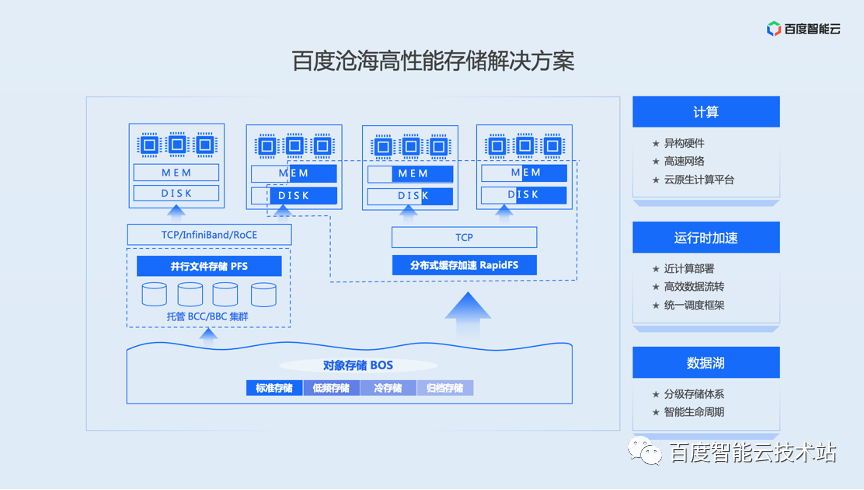 百度智能云
百度沧海高性能存储解决方案
MEM
DISK
MEM
DISK
MEM
DISK
MEM
DISK
TCP/InfiniBand/RoCE
并行文件存储 PFS
托管 BCC/BBC 集群
TCP
分布式缓存加速 RapidFS
对象存储 BOS
标准存储 低频存储 冷存储 归档存储
计算
★ 异构硬件
★ 高速网络
★ 云原生计算平台
运行时加速
★ 近计算部署
★ 高效数据流转
★ 统一调度框架
数据湖
★ 分级存储体系
★ 智能生命周期
百度智能云技术站